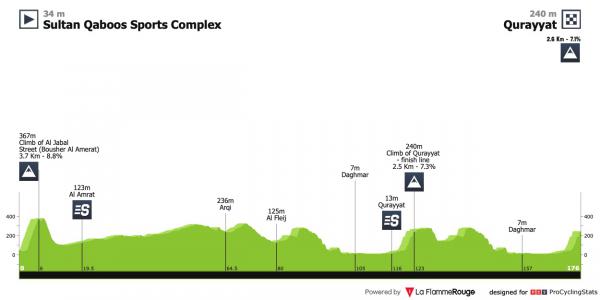 34 m
Sultan Qaboos Sports Complex
240 m
Qurayyat
2.6 Km - 7.1%
367m
Climb of Al Jabal
Street (Bousher Al Amerat)
3.7 Km - 8.8%
123m
Al Amrat
236m
Arqi
125m
Al Fleij
7m
Daghmar
13m
Qurayyat
240m
Climb of Qurayyat
- finish line
2.5 Km - 7.3%
7m
Daghmar
400
200
0
400
200
0
0
6
19.5
64.5
80
105
116
123
157
176
Powered by La FlammeRouge
designed for PCS ProCyclingStats